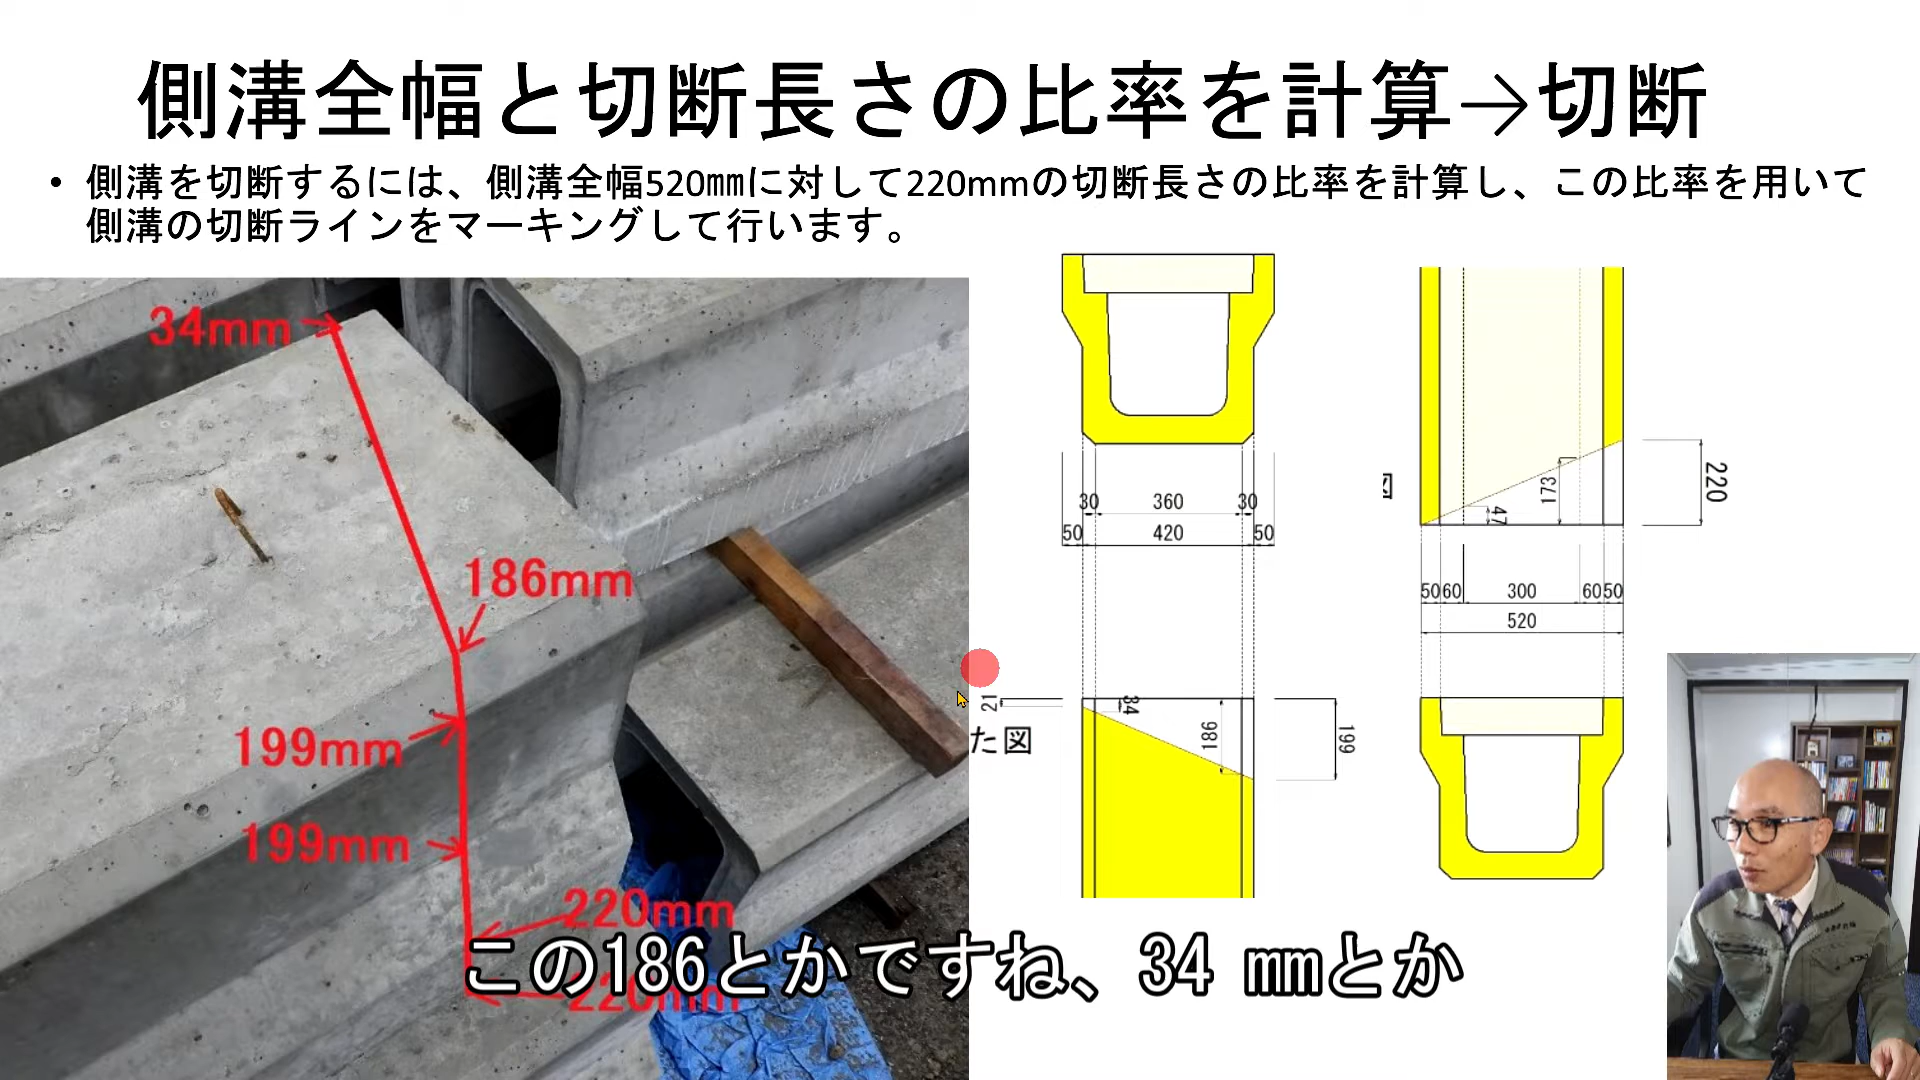 側溝全幅と切断長さの比率を計算→切断
• 側溝を切断するには、側溝全幅520㎜に対して220mmの切断長さの比率を計算し、この比率を用いて
側溝の切断ラインをマーキングして行います。
34mm
186mm
199mm
199mm
220mm
220mm
30 360 30
50 420 50
図
173
47
220
50 60 300 60 50
520
21
34
186
199
た図
この186とかですね、34 ㎜とか